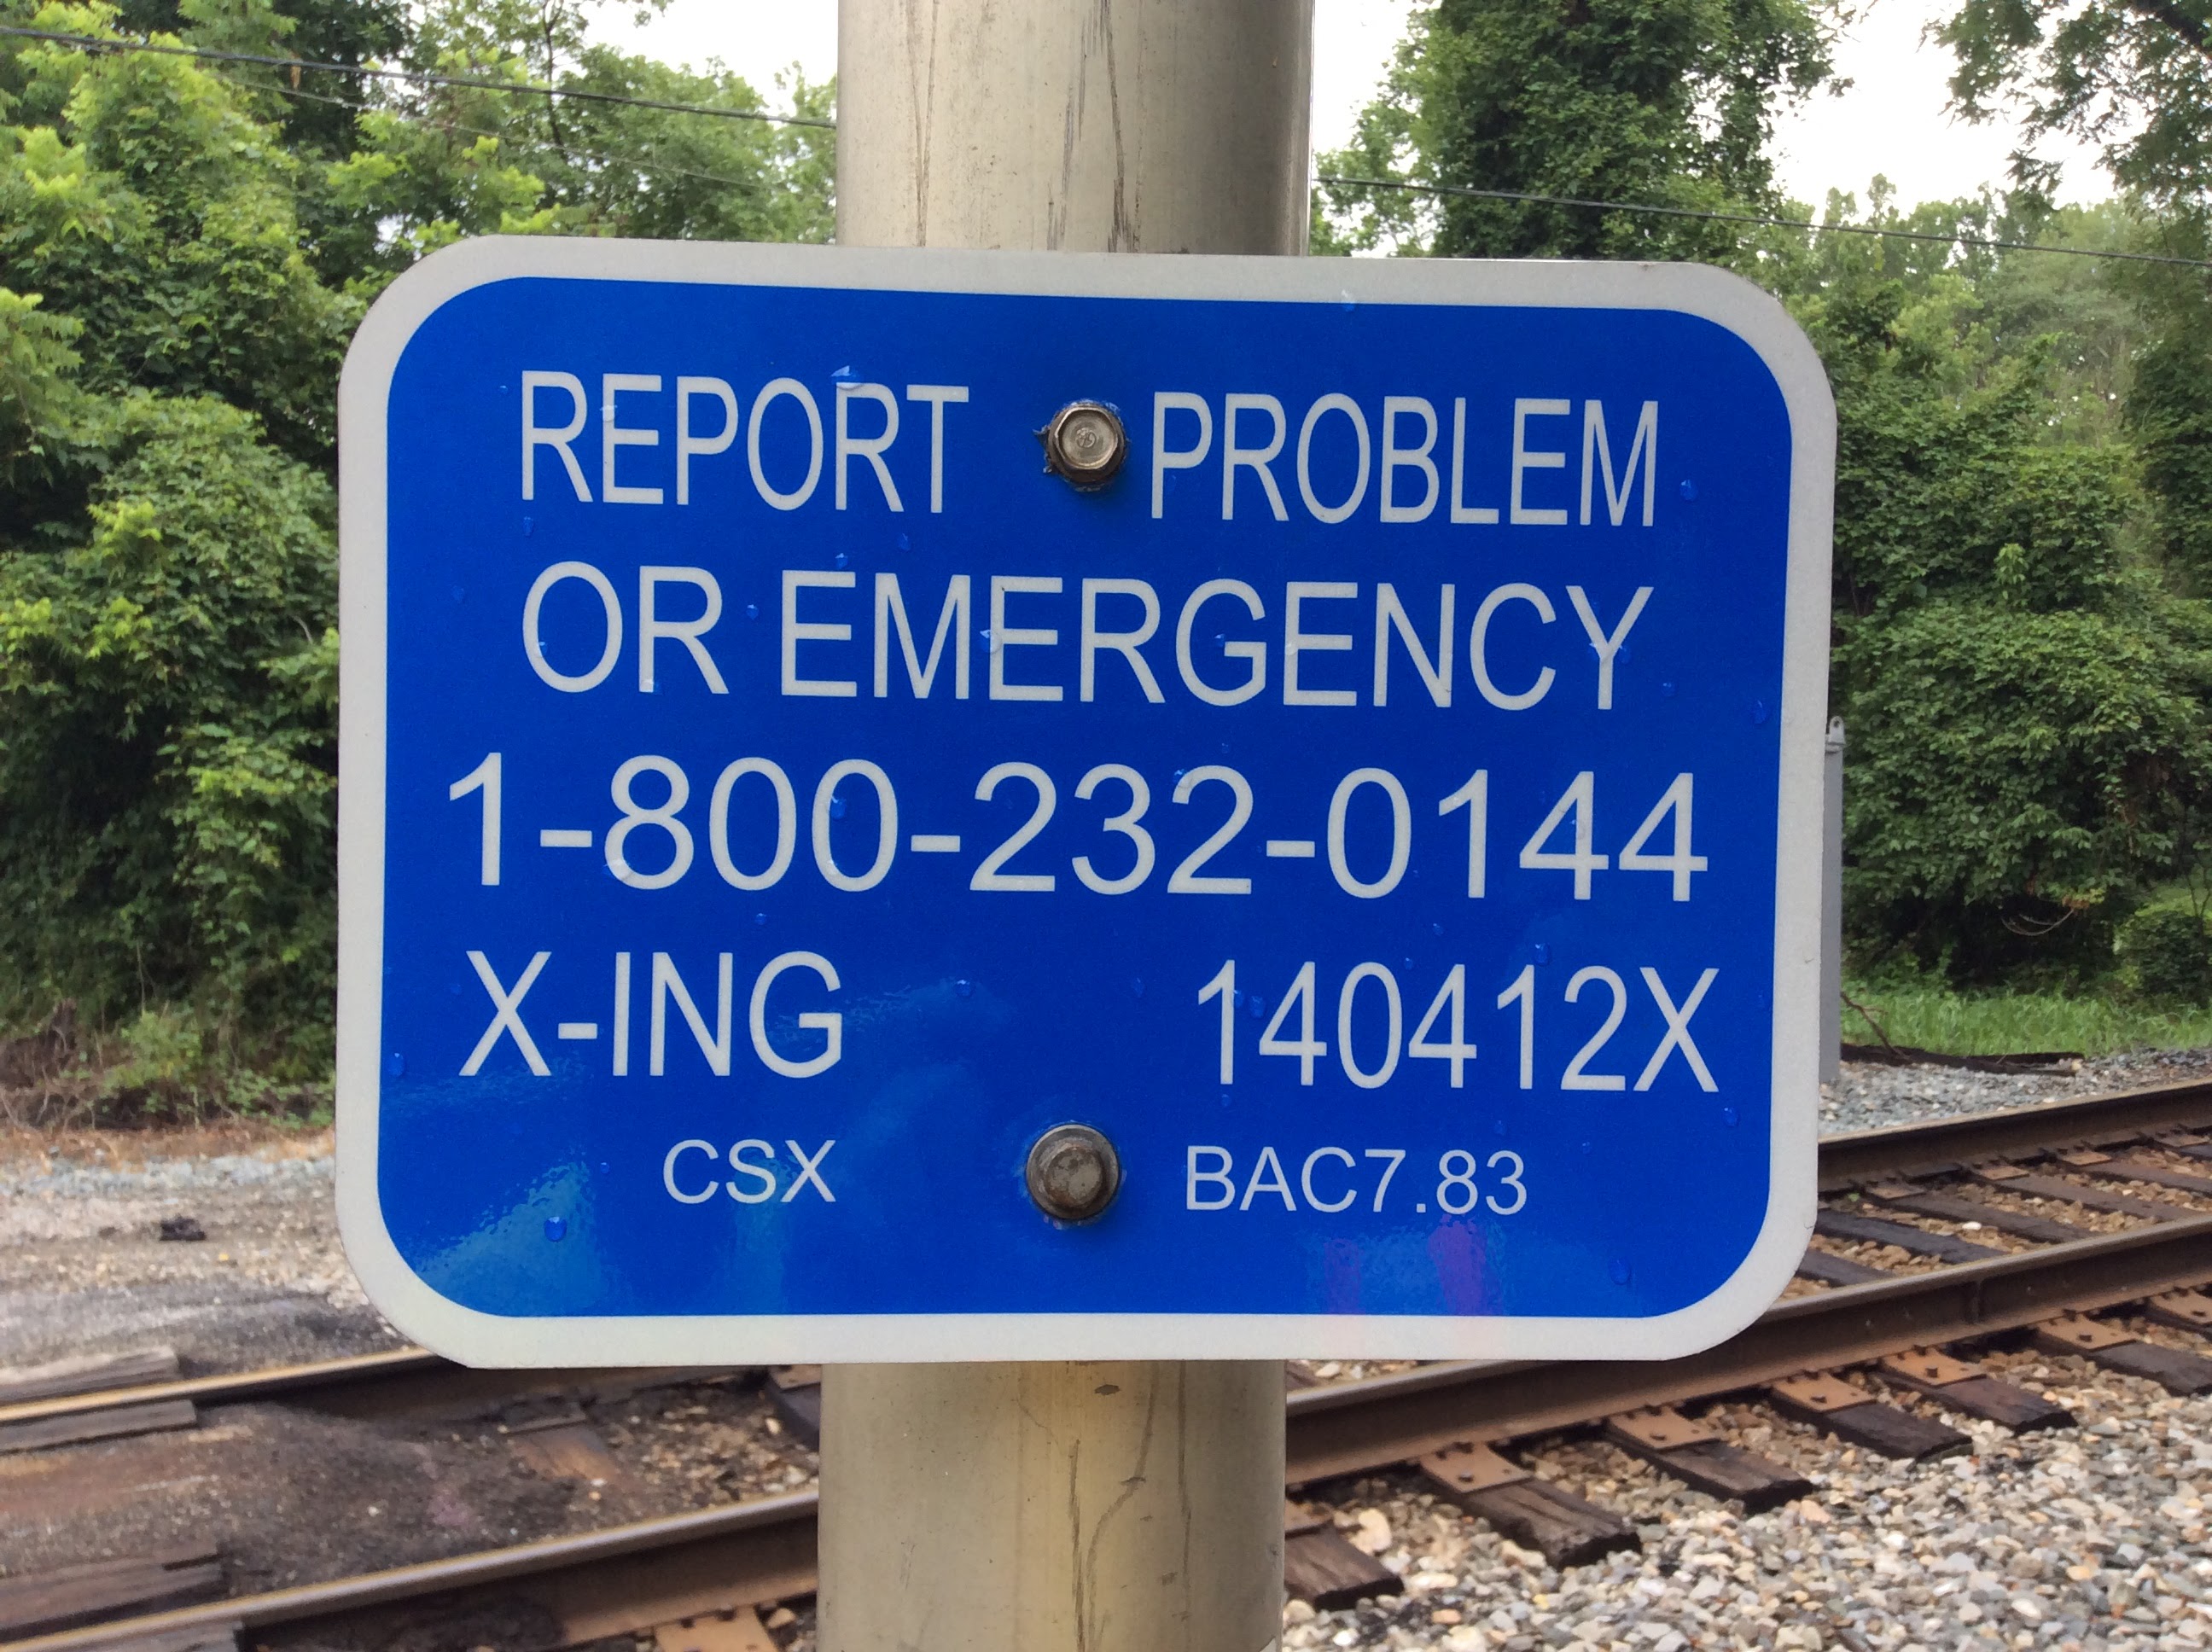 REPORT PROBLEM
OR EMERGENCY
1-800-232-0144
X-ING 140412X
CSX BAC7.83